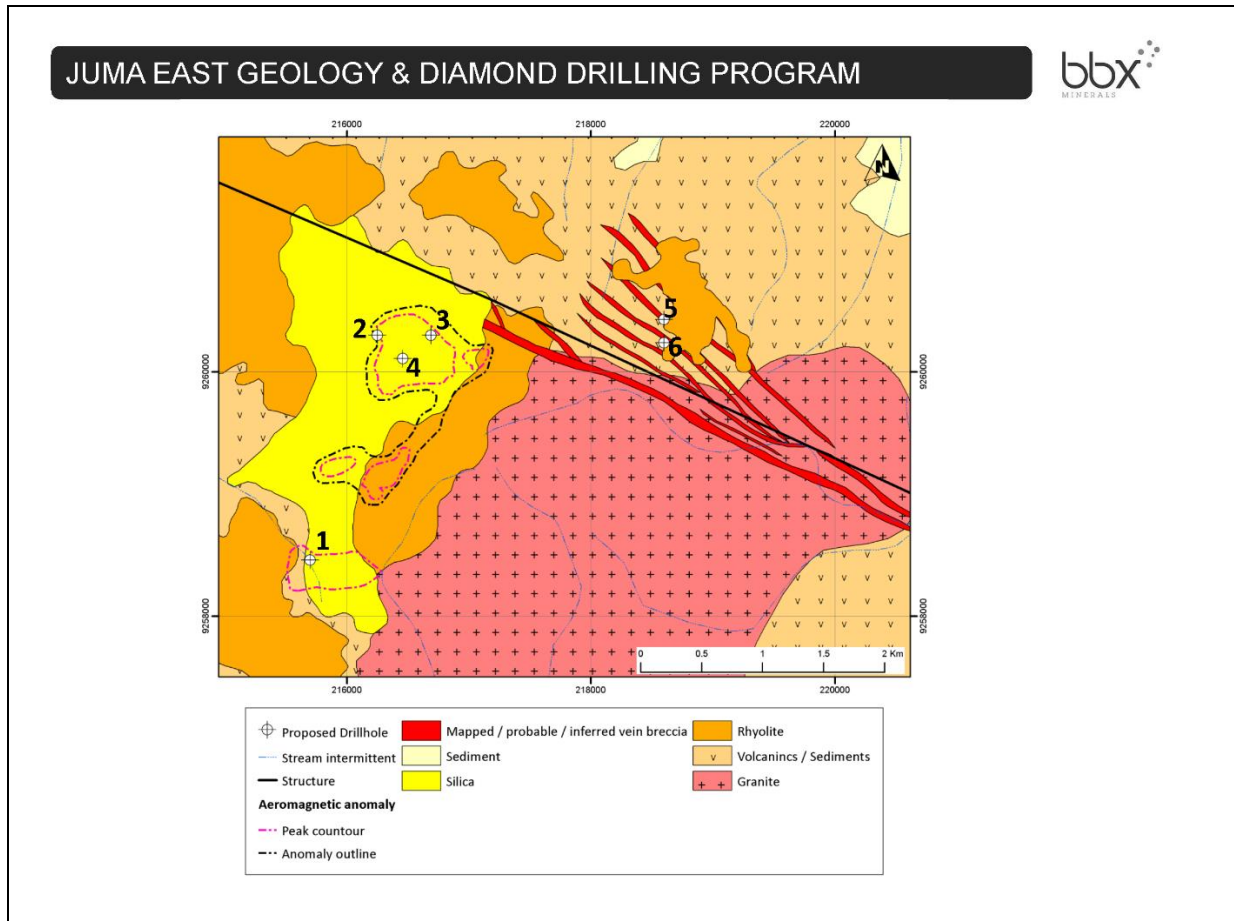 JUMA EAST GEOLOGY & DIAMOND DRILLING PROGRAM
bbx
MINERALS
216000
218000
220000
N
5
2
3
6
4
9260000
9260000
1
9258000
9258000
0
0.5
1
1.5
2 Km
216000
218000
220000
Proposed Drillhole
Mapped / probable / inferred vein breccia
Rhyolite
Stream intermittent
Sediment
Volcanincs / Sediments
Structure
Silica
Granite
Aeromagnetic anomaly
Peak countour
Anomaly outline